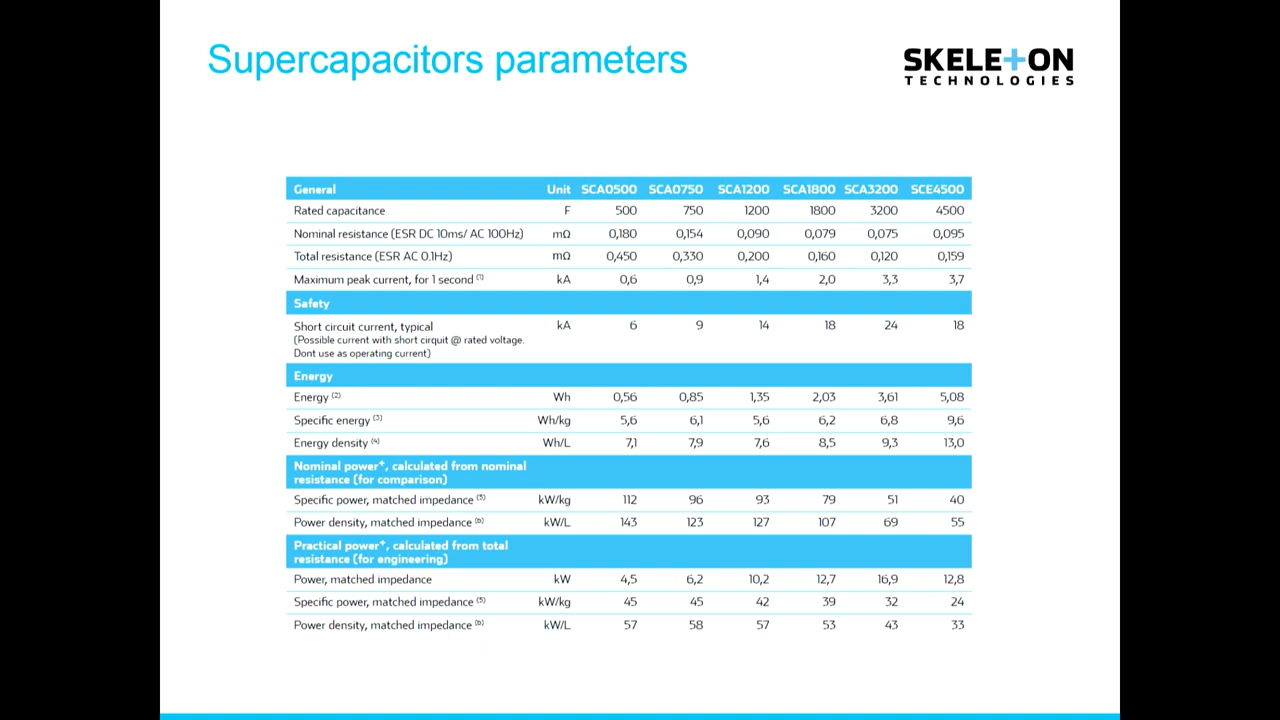 Supercapacitors parameters
SKELE+ON
TECHNOLOGIES
General Unit SCA0500 SCA0750 SCA1200 SCA1800 SCA3200 SCE4500
Rated capacitance F 500 750 1200 1800 3200 4500
Nominal resistance (ESR DC 10ms/ AC 100Hz) mΩ 0,180 0,154 0,090 0,079 0,075 0,095
Total resistance (ESR AC 0.1Hz) mΩ 0,450 0,330 0,200 0,160 0,120 0,159
Maximum peak current, for 1 second (1) kA 0,6 0,9 1,4 2,0 3,3 3,7
Safety
Short circuit current, typical kA 6 9 14 18 24 18
(Possible current with short cirquit @ rated voltage.
Dont use as operating current)
Energy
Energy (2) Wh 0,56 0,85 1,35 2,03 3,61 5,08
Specific energy (3) Wh/kg 5,6 6,1 5,6 6,2 6,8 9,6
Energy density (4) Wh/L 7,1 7,9 7,6 8,5 9,3 13,0
Nominal power+, calculated from nominal
resistance (for comparison)
Specific power, matched impedance (5) kW/kg 112 96 93 79 51 40
Power density, matched impedance (6) kW/L 143 123 127 107 69 55
Practical power+, calculated from total
resistance (for engineering)
Power, matched impedance kW 4,5 6,2 10,2 12,7 16,9 12,8
Specific power, matched impedance (5) kW/kg 45 45 42 39 32 24
Power density, matched impedance (6) kW/L 57 58 57 53 43 33